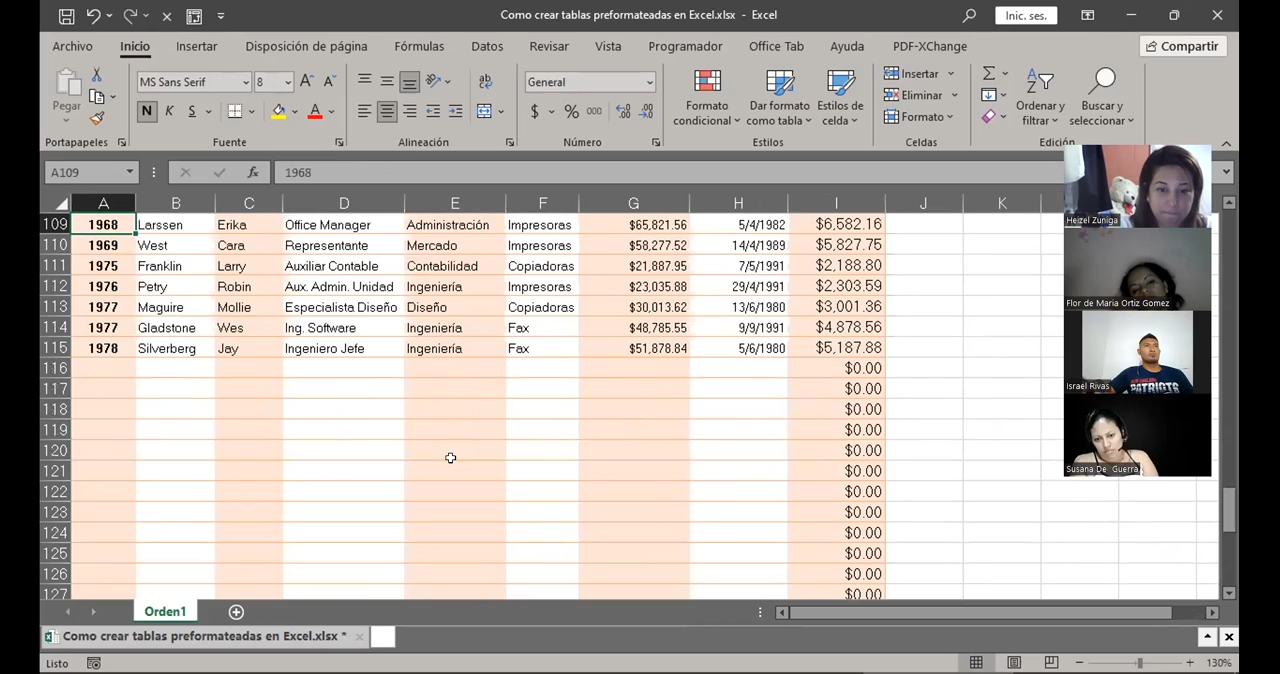 Como crear tablas preformateadas en Excel.xlsx - Excel
Inic. ses.
Archivo Inicio Insertar Disposición de página Fórmulas Datos Revisar Vista Programador Office Tab Ayuda PDF-XChange Compartir
Pegar
MS Sans Serif 8
N K S
General
$ % 000
Formato condicional
Dar formato como tabla
Estilos de celda
Insertar
Eliminar
Formato
Ordenar y filtrar
Buscar y seleccionar
Portapapeles Fuente Alineación Número Estilos Celdas Edición
A109 fx 1968
A B C D E F G H I J K
109 1968 Larssen Erika Office Manager Administración Impresoras $65,821.56 5/4/1982 $6,582.16
110 1969 West Cara Representante Mercado Impresoras $58,277.52 14/4/1989 $5,827.75
111 1975 Franklin Larry Auxiliar Contable Contabilidad Copiadoras $21,887.95 7/5/1991 $2,188.80
112 1976 Petry Robin Aux. Admin. Unidad Ingeniería Impresoras $23,035.88 29/4/1991 $2,303.59
113 1977 Maguire Mollie Especialista Diseño Diseño Copiadoras $30,013.62 13/6/1980 $3,001.36
114 1977 Gladstone Wes Ing. Software Ingeniería Fax $48,785.55 9/9/1991 $4,878.56
115 1978 Silverberg Jay Ingeniero Jefe Ingeniería Fax $51,878.84 5/6/1980 $5,187.88
116 $0.00
117 $0.00
118 $0.00
119 $0.00
120 $0.00
121 $0.00
122 $0.00
123 $0.00
124 $0.00
125 $0.00
126 $0.00
127 $0.00
Heizel Zuniga
Flor de Maria Ortiz Gomez
PATRIOTS
Israel Rivas
Susana De Guerra
Orden1
Como crear tablas preformateadas en Excel.xlsx *
Listo
130%